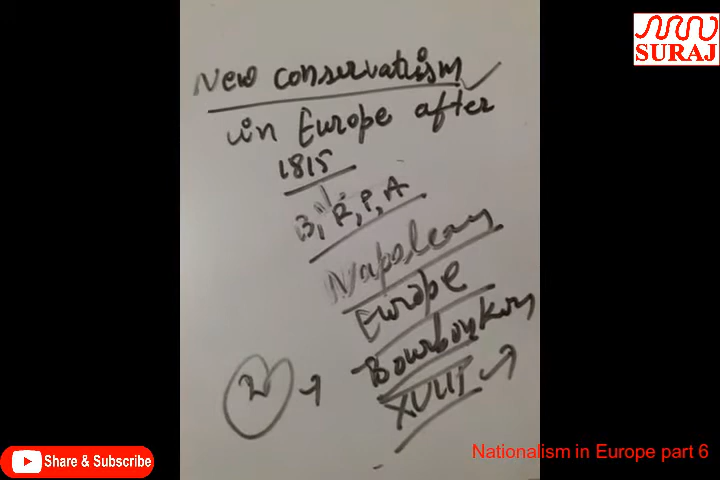 SURAJ
New conservatism
in Europe after
1815
B, R, P, A
Napoleon
Europe
Bourbon King
XVIII
Share & Subscribe
Nationalism in Europe part 6